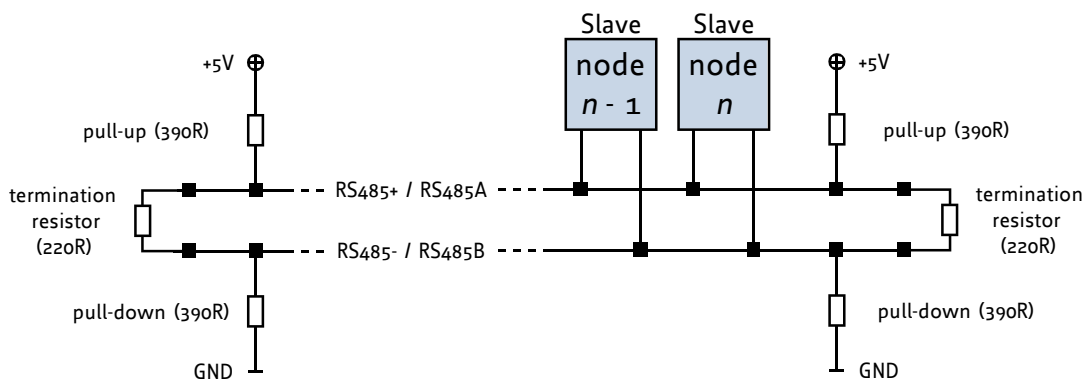 Slave
Slave
node
n - 1
node
n
+5V
+5V
pull-up (390R)
pull-up (390R)
termination
resistor
(220R)
RS485+ / RS485A
termination
resistor
(220R)
RS485- / RS485B
pull-down (390R)
pull-down (390R)
GND
GND